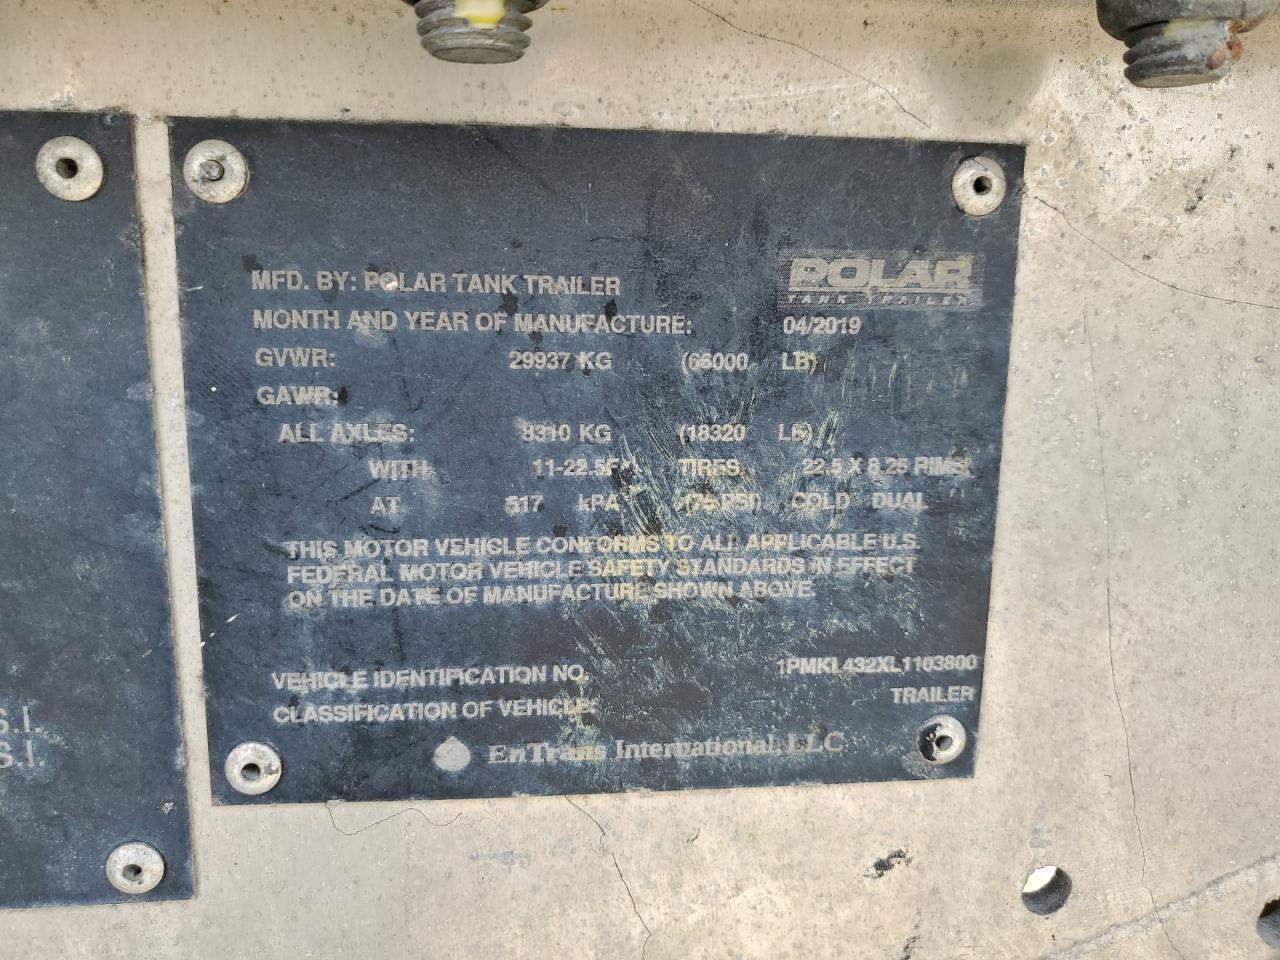 S.I.
S.I.
POLAR
TANK TRAILER
MFD. BY: POLAR TANK TRAILER
MONTH AND YEAR OF MANUFACTURE: 04/2019
GVWR: 29937 KG (66000 LB)
GAWR:
ALL AXLES: 8310 KG (18320 LB)
WITH TIRES, 22.5 X 8.25 RIMS
AT 517 kPA (75 PSI) COLD DUAL
THIS MOTOR VEHICLE CONFORMS TO ALL APPLICABLE U.S.
FEDERAL MOTOR VEHICLE SAFETY STANDARDS IN EFFECT
ON THE DATE OF MANUFACTURE SHOWN ABOVE.
VEHICLE IDENTIFICATION NO. 1PMKL432XL1103800
CLASSIFICATION OF VEHICLE: TRAILER
EnTrans International, LLC